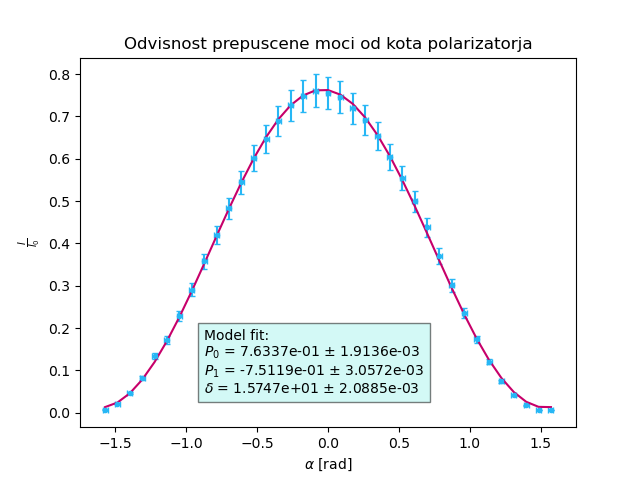 Odvisnost prepuscene moci od kota polarizatorja
I/I₀
0.8
0.7
0.6
0.5
0.4
0.3
0.2
0.1
0.0
Model fit:
P₀ = 7.6337e-01 ± 1.9136e-03
P₁ = -7.5119e-01 ± 3.0572e-03
δ = 1.5747e+01 ± 2.0885e-03
−1.5 −1.0 −0.5 0.0 0.5 1.0 1.5
α [rad]